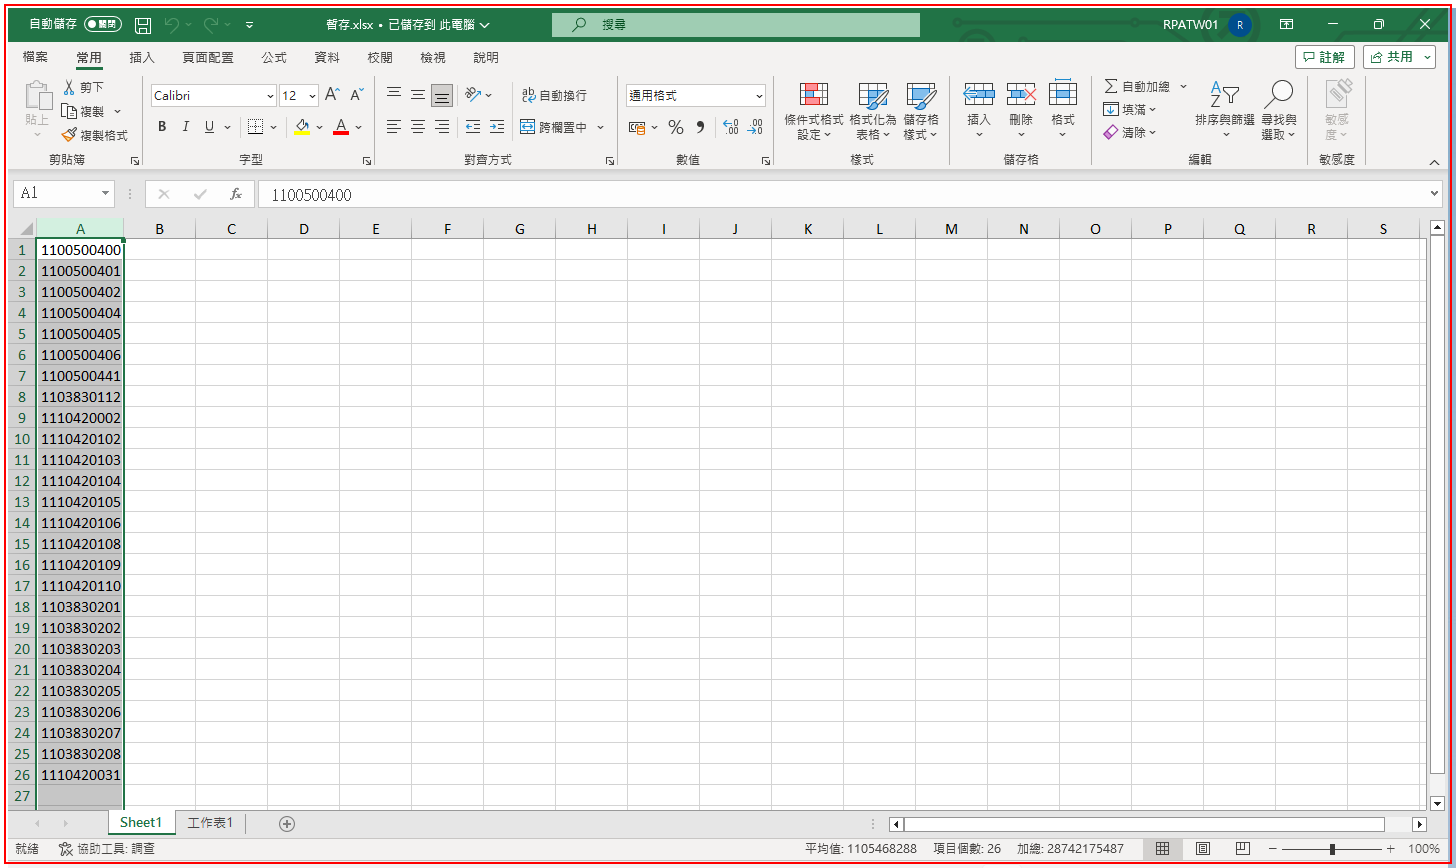 自動儲存 關閉 暫存.xlsx • 已儲存到 此電腦 搜尋 RPATW01 R
檔案 常用 插入 頁面配置 公式 資料 校閱 檢視 說明 註解 共用
貼上 剪下 複製 複製格式 剪貼簿
Calibri 12 A A B I U A 字型
ab 自動換行 跨欄置中 對齊方式
通用格式 % 數值
條件式格式設定 格式化為表格 儲存格樣式 樣式
插入 刪除 格式 儲存格
自動加總 填滿 清除 排序與篩選 尋找與選取 編輯
敏感度 敏感度
A1 fx 1100500400
A B C D E F G H I J K L M N O P Q R S
1 1100500400
2 1100500401
3 1100500402
4 1100500404
5 1100500405
6 1100500406
7 1100500441
8 1103830112
9 1110420002
10 1110420102
11 1110420103
12 1110420104
13 1110420105
14 1110420106
15 1110420108
16 1110420109
17 1110420110
18 1103830201
19 1103830202
20 1103830203
21 1103830204
22 1103830205
23 1103830206
24 1103830207
25 1103830208
26 1110420031
27
Sheet1 工作表1
就緒 協助工具: 調查 平均值: 1105468288 項目個數: 26 加總: 28742175487 100%